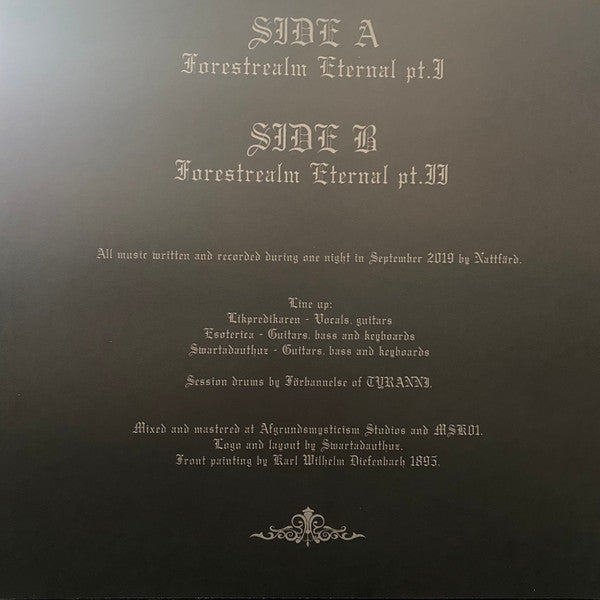 SIDE A
Forestrealm Eternal pt.I
SIDE B
Forestrealm Eternal pt.II
All music written and recorded during one night in September 2019 by Nattfärd.
Line up:
Likpredikaren - Vocals, guitars
Esoterica - Guitars, bass and keyboards
Swartadauthuz - Guitars, bass and keyboards
Session drums by Förbannelse of TYRANNI.
Mixed and mastered at Afgrundsmysticism Studios and MSK01.
Logo and layout by Swartadauthuz.
Front painting by Karl Wilhelm Diefenbach 1895.